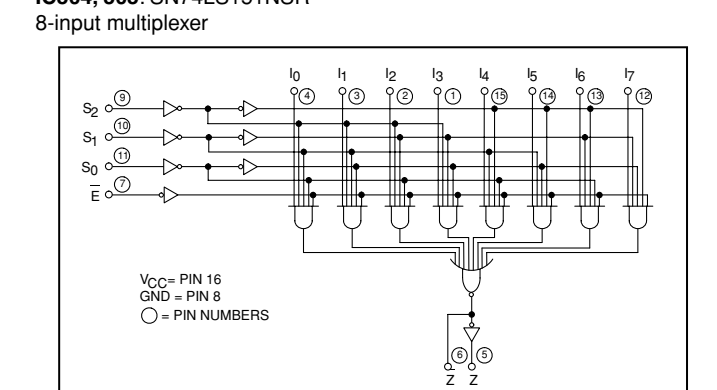 8-input multiplexer
I0 I1 I2 I3 I4 I5 I6 I7
4 3 2 1 15 14 13 12
S2 9
S1 10
S0 11
E 7
VCC= PIN 16
GND = PIN 8
= PIN NUMBERS
6 5
Z Z